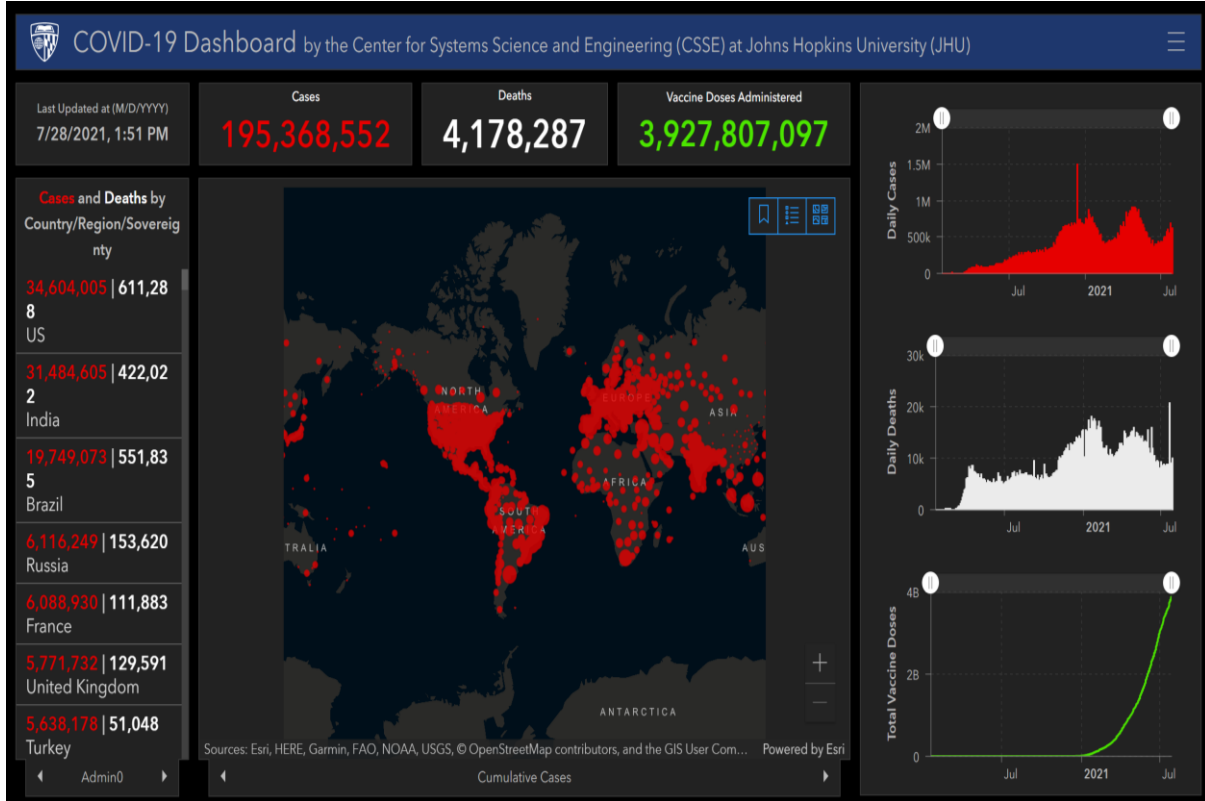 COVID-19 Dashboard by the Center for Systems Science and Engineering (CSSE) at Johns Hopkins University (JHU)
Last Updated at (M/D/YYYY)
7/28/2021, 1:51 PM
Cases
195,368,552
Deaths
4,178,287
Vaccine Doses Administered
3,927,807,097
Cases and Deaths by
Country/Region/Sovereig
nty
34,604,005 | 611,28
8
US
31,484,605 | 422,02
2
India
19,749,073 | 551,83
5
Brazil
6,116,249 | 153,620
Russia
6,088,930 | 111,883
France
5,771,732 | 129,591
United Kingdom
5,638,178 | 51,048
Turkey
Admin0
NORTH
AMERICA
EUROPE
ASIA
AFRICA
SOUTH
AMERICA
TRALIA
AUS
ANTARCTICA
+
−
Sources: Esri, HERE, Garmin, FAO, NOAA, USGS, © OpenStreetMap contributors, and the GIS User Com...
Powered by Esri
Cumulative Cases
Daily Cases
2M
1.5M
1M
500k
0
Jul
2021
Jul
Daily Deaths
30k
20k
10k
0
Jul
2021
Jul
Total Vaccine Doses
4B
2B
0
Jul
2021
Jul